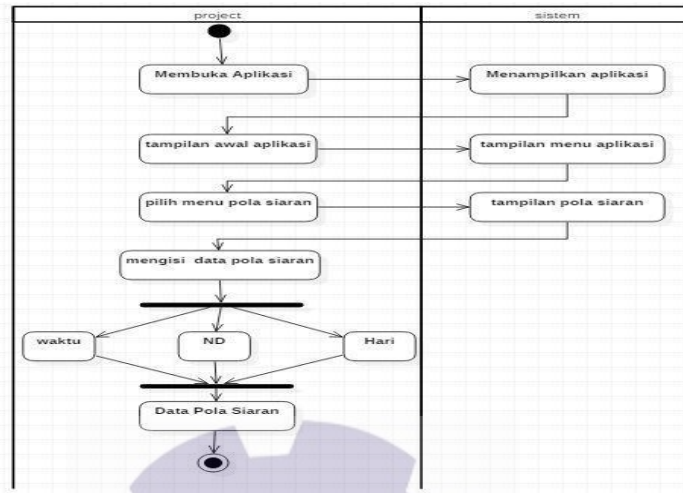 project
sistem
Membuka Aplikasi
Menampilkan aplikasi
tampilan awal aplikasi
tampilan menu aplikasi
pilih menu pola siaran
tampilan pola siaran
mengisi data pola siaran
waktu
ND
Hari
Data Pola Siaran